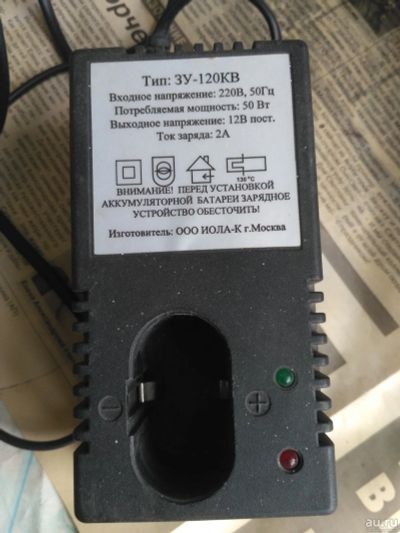 Тип: ЗУ-120КВ
Входное напряжение: 220В, 50Гц
Потребляемая мощность: 50 Вт
Выходное напряжение: 12В пост.
Ток заряда: 2А
130°C
ВНИМАНИЕ! ПЕРЕД УСТАНОВКОЙ
АККУМУЛЯТОРНОЙ БАТАРЕИ ЗАРЯДНОЕ
УСТРОЙСТВО ОБЕСТОЧИТЬ!
Изготовитель: ООО ИОЛА-К г.Москва
au.ru